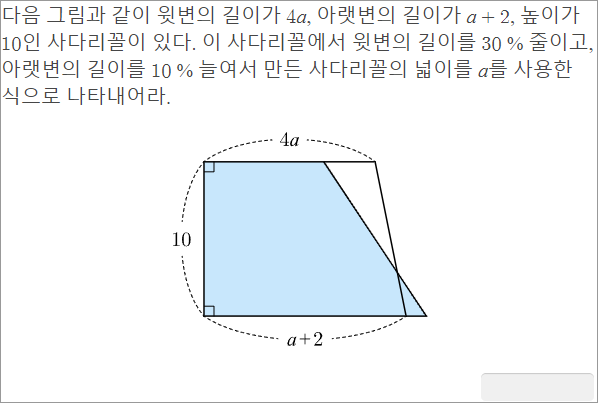 다음 그림과 같이 윗변의 길이가 4a, 아랫변의 길이가 a + 2, 높이가
10인 사다리꼴이 있다. 이 사다리꼴에서 윗변의 길이를 30 % 줄이고,
아랫변의 길이를 10 % 늘여서 만든 사다리꼴의 넓이를 a를 사용한
식으로 나타내어라.
4a
10
a+2